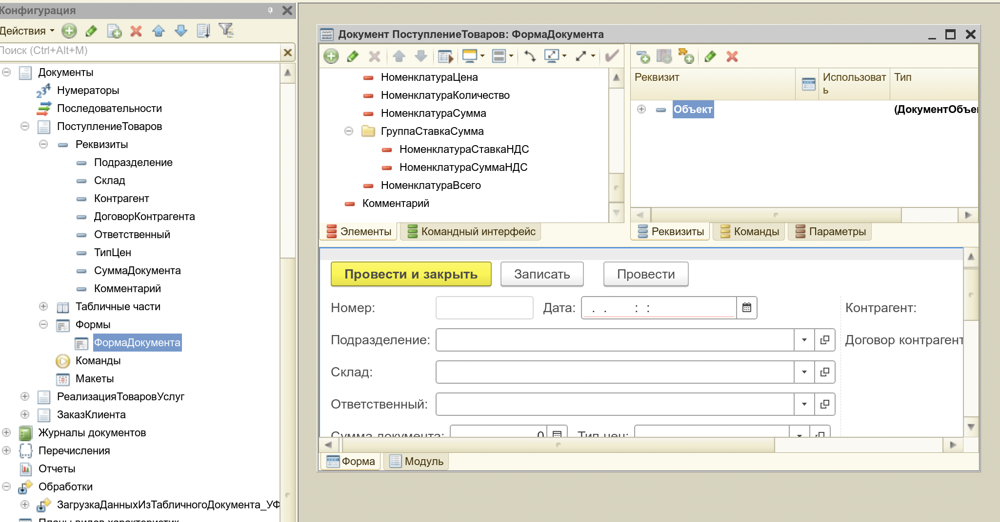 Конфигурация
Действия
Поиск (Ctrl+Alt+M)
Документы
Нумераторы
Последовательности
ПоступлениеТоваров
Реквизиты
Подразделение
Склад
Контрагент
ДоговорКонтрагента
Ответственный
ТипЦен
СуммаДокумента
Комментарий
Табличные части
Формы
ФормаДокумента
Команды
Макеты
РеализацияТоваровУслуг
ЗаказКлиента
Журналы документов
Перечисления
Отчеты
Обработки
ЗагрузкаДанныхИзТабличногоДокумента_УФ
Планы видов характеристик
Документ ПоступлениеТоваров: ФормаДокумента
НоменклатураЦена
НоменклатураКоличество
НоменклатураСумма
ГруппаСтавкаСумма
НоменклатураСтавкаНДС
НоменклатураСуммаНДС
НоменклатураВсего
Комментарий
Элементы
Командный интерфейс
Реквизит
Использоват
ь
Тип
Объект
(ДокументОбъе
Реквизиты
Команды
Параметры
Провести и закрыть
Записать
Провести
Номер:
Дата: . . : :
Контрагент:
Подразделение:
Договор контрагент
Склад:
Ответственный:
Сумма документа: 0
Тип цен:
Форма
Модуль